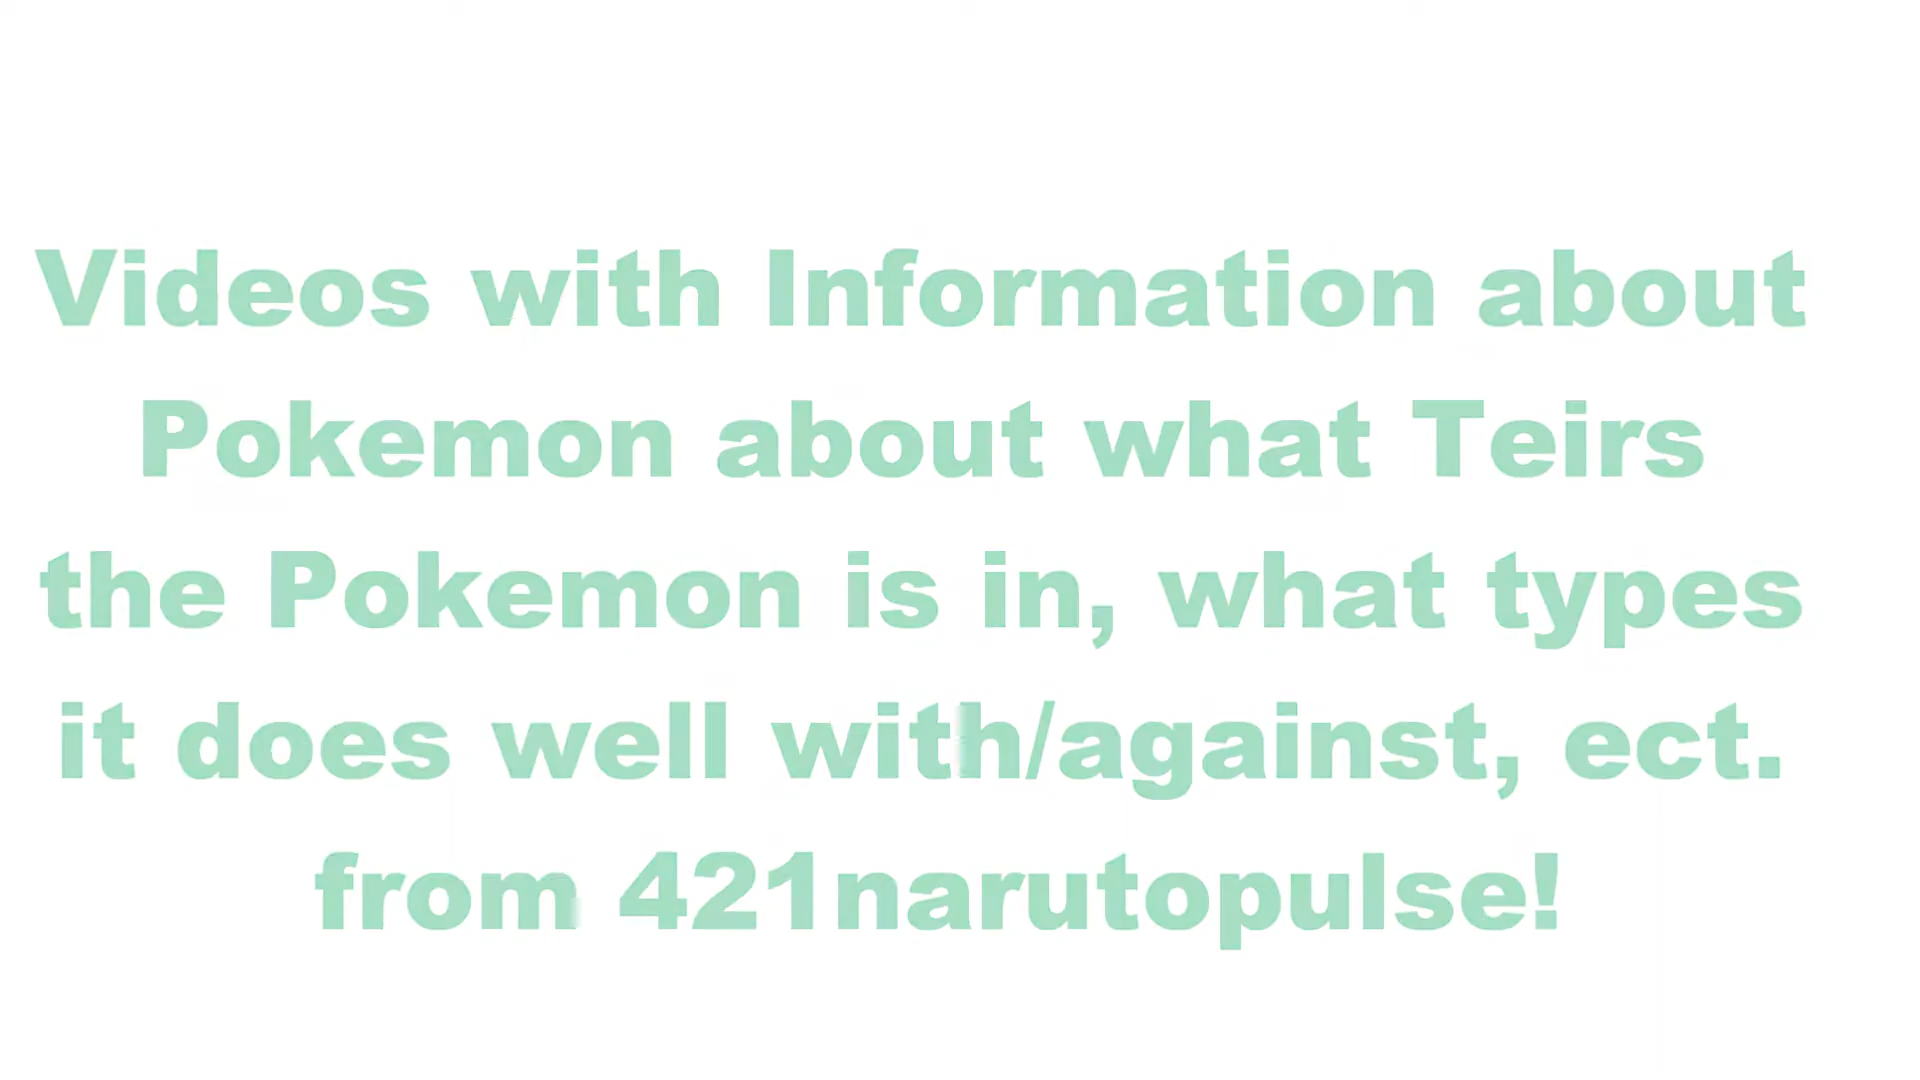 Videos with Information about
Pokemon about what Teirs
the Pokemon is in, what types
it does well with/against, ect.
from 421narutopulse!